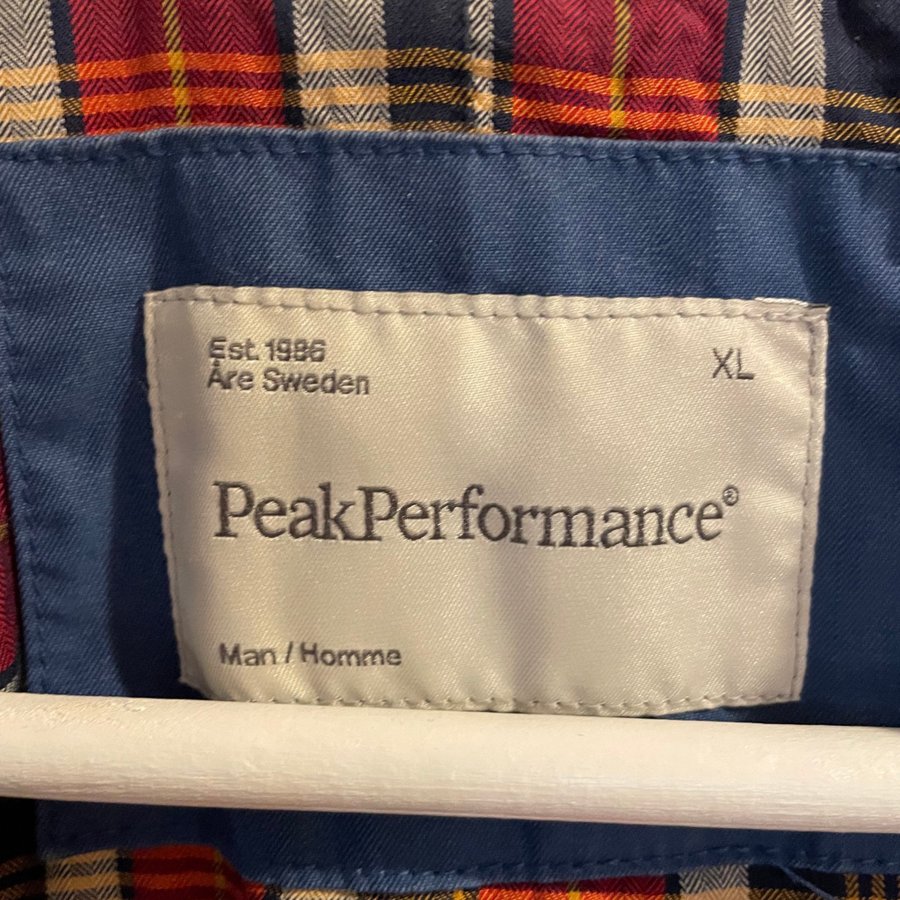 Est. 1986
XL
Åre Sweden
PeakPerformance®
Man / Homme